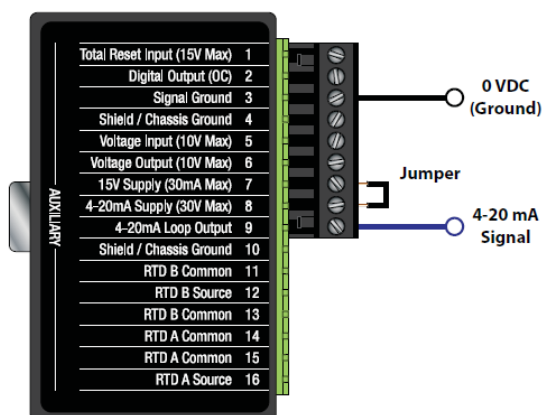 Total Reset Input (15V Max) 1
Digital Output (OC) 2
Signal Ground 3
Shield / Chassis Ground 4
Voltage Input (10V Max) 5
Voltage Output (10V Max) 6
15V Supply (30mA Max) 7
4-20mA Supply (30V Max) 8
4-20mA Loop Output 9
Shield / Chassis Ground 10
RTD B Common 11
RTD B Source 12
RTD B Common 13
RTD A Common 14
RTD A Common 15
RTD A Source 16
AUXILIARY
0 VDC
(Ground)
Jumper
4-20 mA
Signal